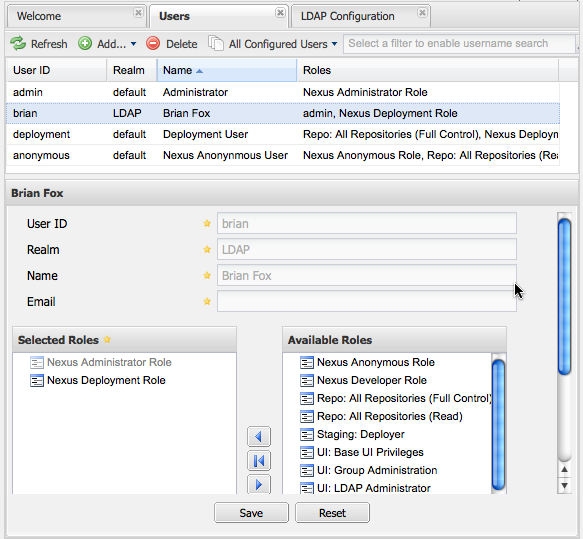 Welcome Users LDAP Configuration
Refresh Add... Delete All Configured Users Select a filter to enable username search
User ID Realm Name Roles
admin default Administrator Nexus Administrator Role
brian LDAP Brian Fox admin, Nexus Deployment Role
deployment default Deployment User Repo: All Repositories (Full Control), Nexus Deploym
anonymous default Nexus Anonynmous User Nexus Anonymous Role, Repo: All Repositories (Rea
Brian Fox
User ID brian
Realm LDAP
Name Brian Fox
Email
Selected Roles
Nexus Administrator Role
Nexus Deployment Role
Available Roles
Nexus Anonymous Role
Nexus Developer Role
Repo: All Repositories (Full Control)
Repo: All Repositories (Read)
Staging: Deployer
UI: Base UI Privileges
UI: Group Administration
UI: LDAP Administrator
Save Reset